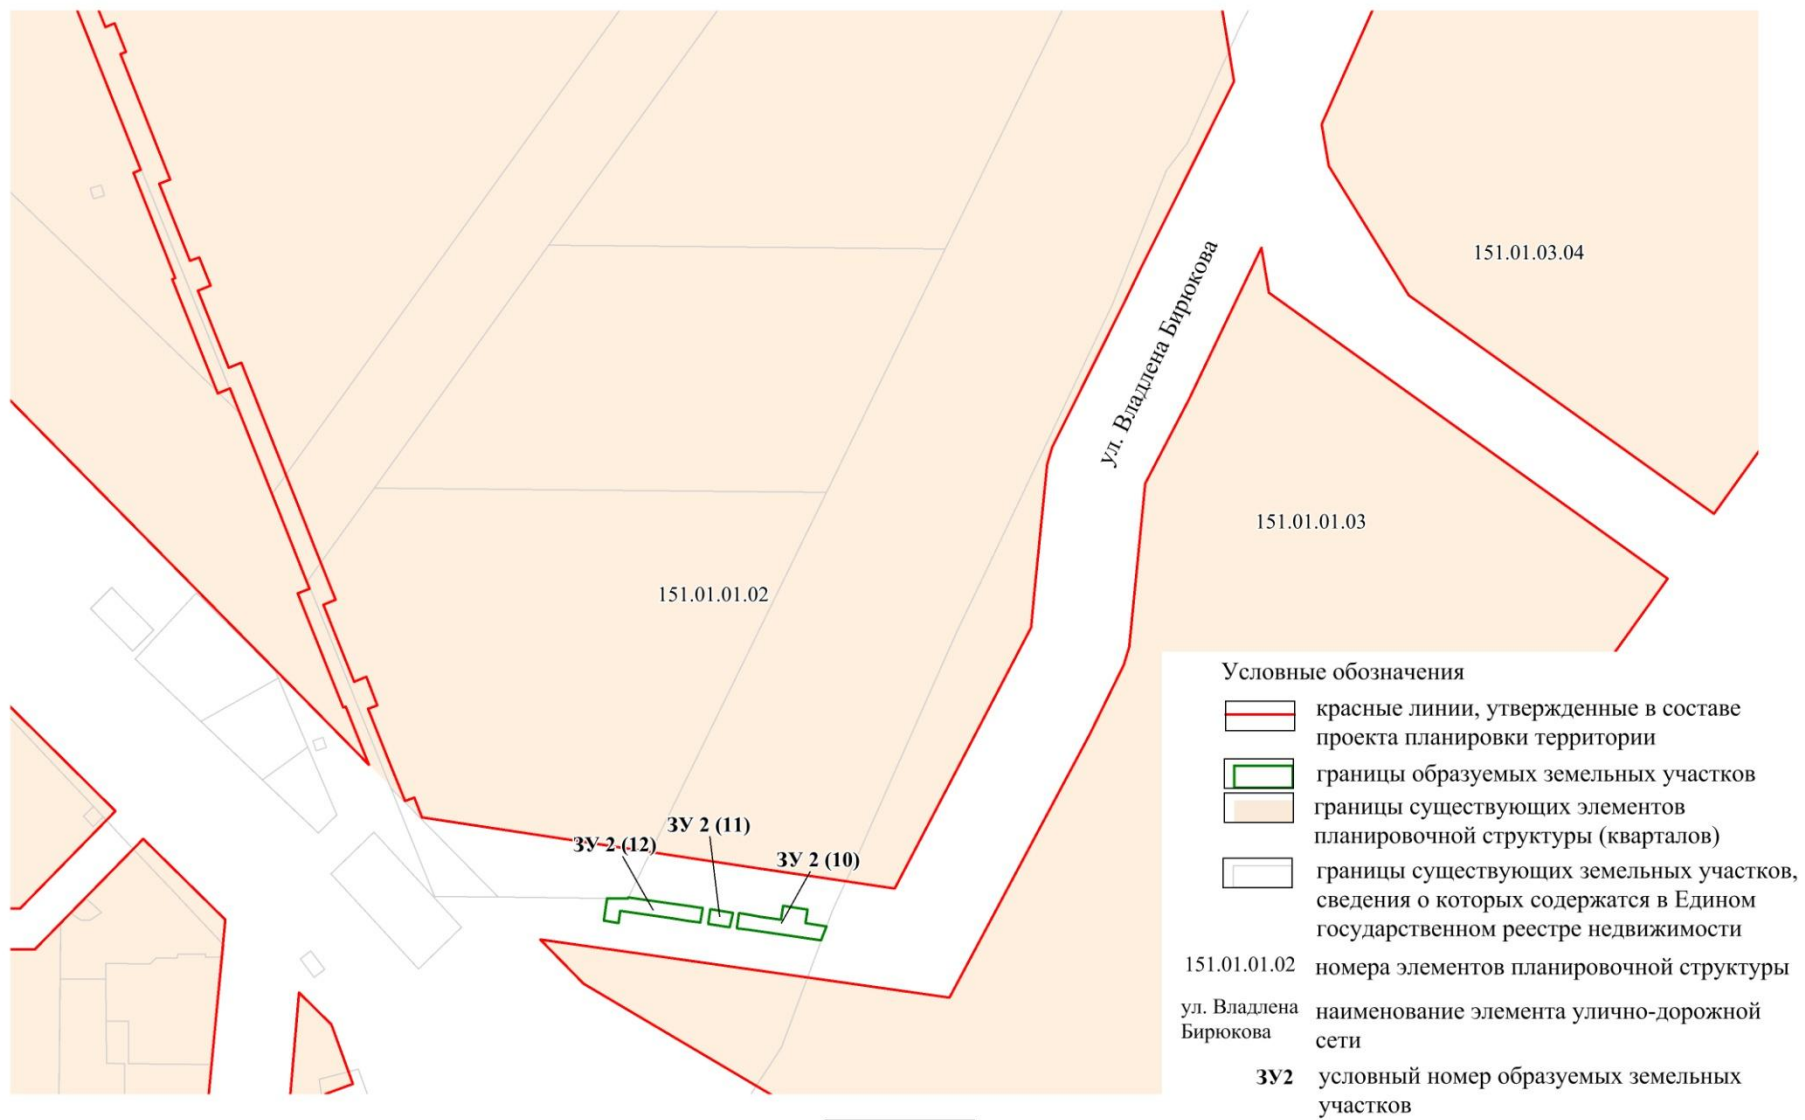 151.01.03.04
ул. Владлена Бирюкова
151.01.01.03
151.01.01.02
ЗУ 2 (12)
ЗУ 2 (11)
ЗУ 2 (10)
Условные обозначения
красные линии, утвержденные в составе
проекта планировки территории
границы образуемых земельных участков
границы существующих элементов
планировочной структуры (кварталов)
границы существующих земельных участков,
сведения о которых содержатся в Едином
государственном реестре недвижимости
151.01.01.02 номера элементов планировочной структуры
ул. Владлена
Бирюкова
наименование элемента улично-дорожной
сети
ЗУ2 условный номер образуемых земельных
участков